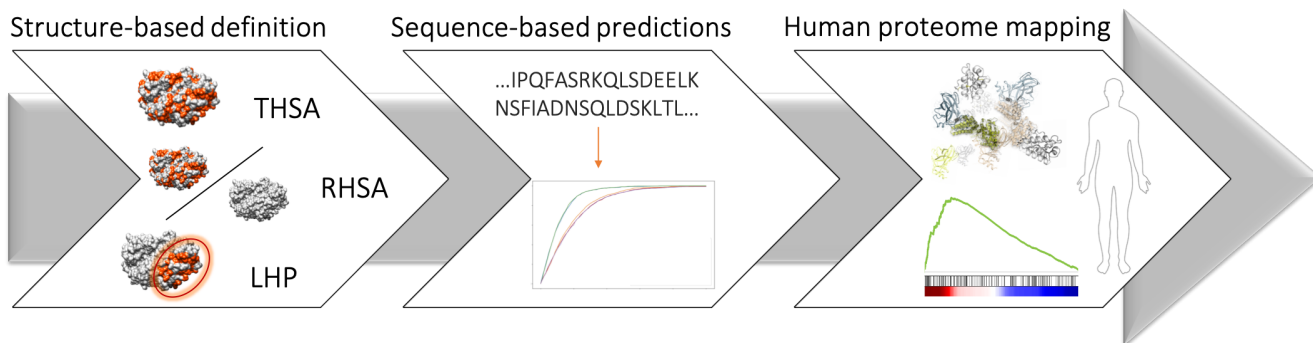 Structure-based definition
Sequence-based predictions
Human proteome mapping
THSA
RHSA
LHP
...IPQFASRKQLSDEELK
NSFIADNSQLDSKLTL...